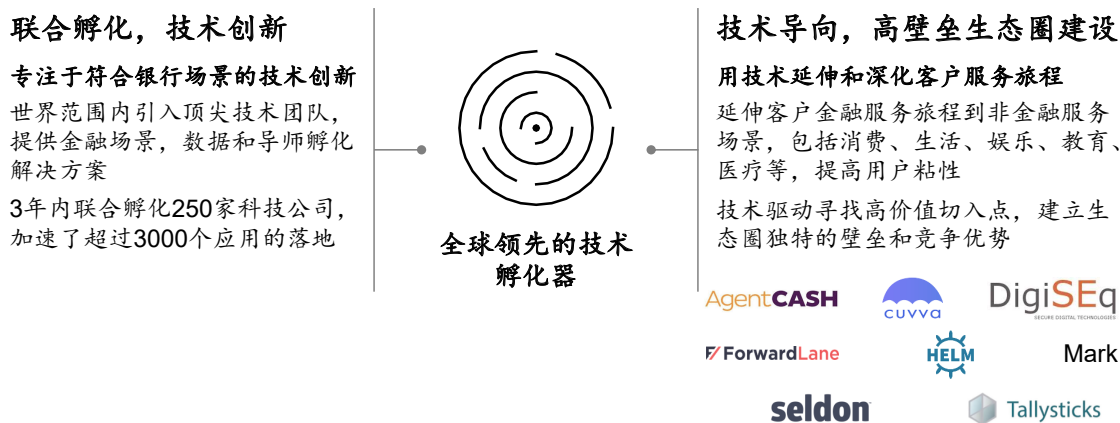 联合孵化，技术创新
专注于符合银行场景的技术创新
世界范围内引入顶尖技术团队，
提供金融场景，数据和导师孵化
解决方案
3年内联合孵化250家科技公司，
加速了超过3000个应用的落地
全球领先的技术
孵化器
技术导向，高壁垒生态圈建设
用技术延伸和深化客户服务旅程
延伸客户金融服务旅程到非金融服务
场景，包括消费、生活、娱乐、教育、
医疗等，提高用户粘性
技术驱动寻找高价值切入点，建立生
态圈独特的壁垒和竞争优势
AgentCASH
cuvva
DigiSEq
SECURE DIGITAL TECHNOLOGIES
ForwardLane
HELM
Mark
seldon
Tallysticks